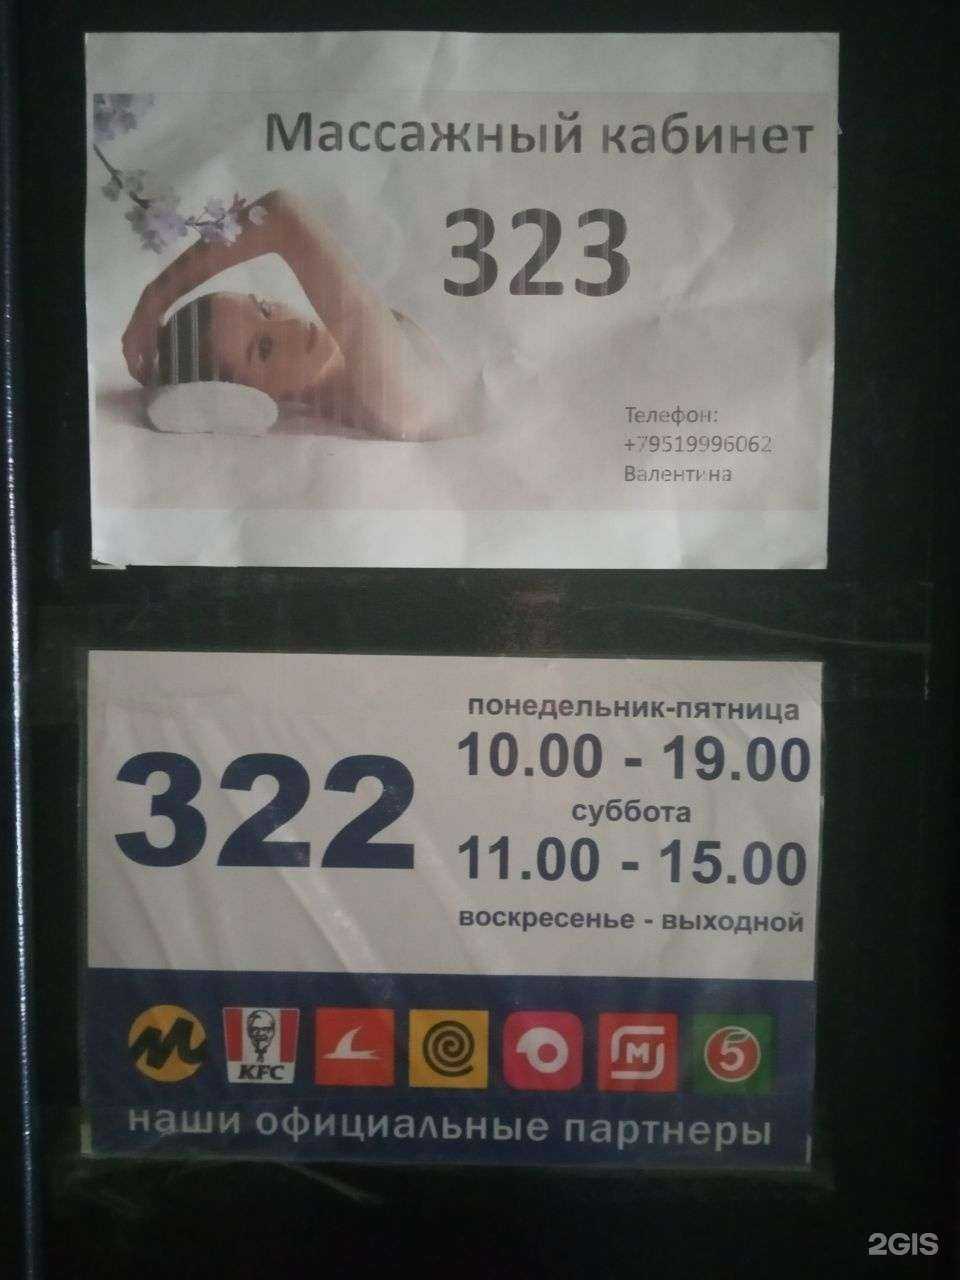 Массажный кабинет
323
Телефон:
+79519996062
Валентина
322
понедельник-пятница
10.00 - 19.00
суббота
11.00 - 15.00
воскресенье - выходной
KFC
М
5
наши официальные партнеры
2GIS